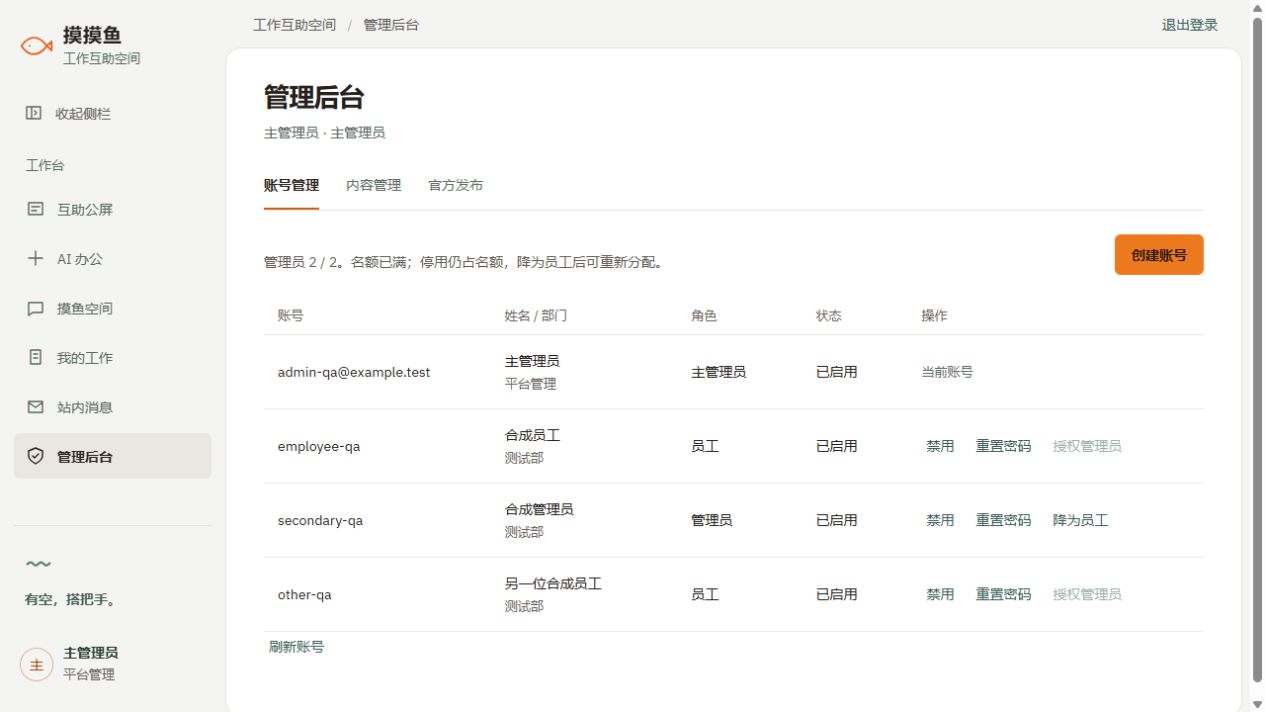 摸摸鱼
工作互助空间
收起侧栏
工作台
互助公屏
AI 办公
摸鱼空间
我的工作
站内消息
管理后台
有空，搭把手。
主
主管理员
平台管理
工作互助空间 / 管理后台
退出登录
管理后台
主管理员 · 主管理员
账号管理 内容管理 官方发布
管理员 2 / 2。名额已满；停用仍占名额，降为员工后可重新分配。
创建账号
账号 姓名 / 部门 角色 状态 操作
admin-qa@example.test 主管理员 平台管理 主管理员 已启用 当前账号
employee-qa 合成员工 测试部 员工 已启用 禁用 重置密码 授权管理员
secondary-qa 合成管理员 测试部 管理员 已启用 禁用 重置密码 降为员工
other-qa 另一位合成员工 测试部 员工 已启用 禁用 重置密码 授权管理员
刷新账号